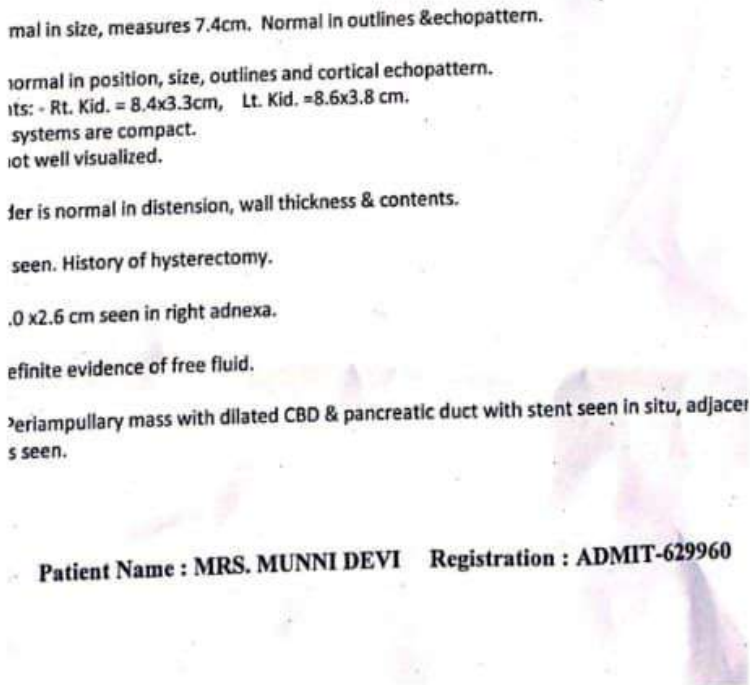 mal in size, measures 7.4cm. Normal in outlines &echopattern.
normal in position, size, outlines and cortical echopattern.
nts: - Rt. Kid. = 8.4x3.3cm, Lt. Kid. =8.6x3.8 cm.
systems are compact.
not well visualized.
der is normal in distension, wall thickness & contents.
seen. History of hysterectomy.
.0 x2.6 cm seen in right adnexa.
efinite evidence of free fluid.
Periampullary mass with dilated CBD & pancreatic duct with stent seen in situ, adjacen
s seen.
Patient Name : MRS. MUNNI DEVI Registration : ADMIT-629960